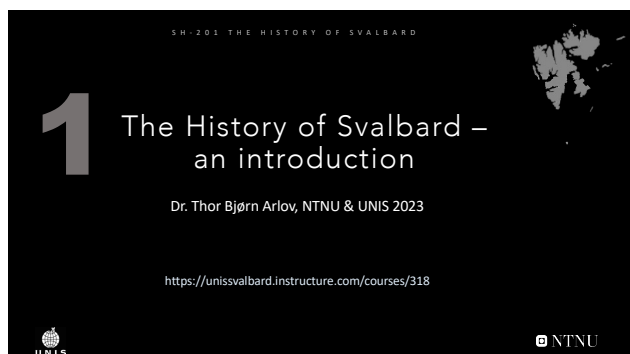 SH-201 THE HISTORY OF SVALBARD
1
The History of Svalbard –
an introduction
Dr. Thor Bjørn Arlov, NTNU & UNIS 2023
https://unissvalbard.instructure.com/courses/318
UNIS
NTNU